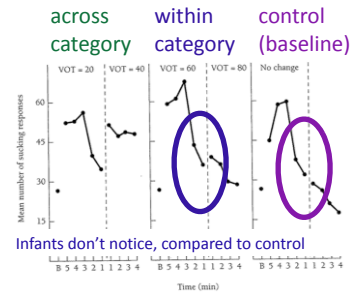 across category
within category
control (baseline)
VOT = 20
VOT = 40
VOT = 60
VOT = 80
No change
Mean number of sucking responses
60
45
30
15
B 5 4 3 2 1 1 2 3 4
B 5 4 3 2 1 1 2 3 4
B 5 4 3 2 1 1 2 3 4
Infants don't notice, compared to control
Time (min)